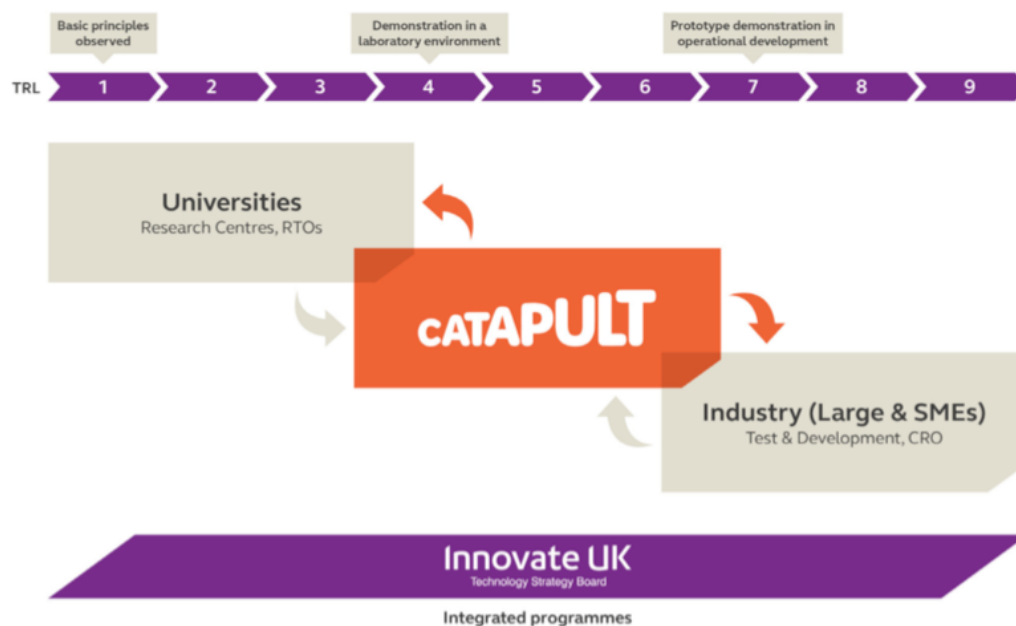 Basic principles
observed
Demonstration in a
laboratory environment
Prototype demonstration in
operational development
TRL 1 2 3 4 5 6 7 8 9
Universities
Research Centres, RTOs
CATAPULT
Industry (Large & SMEs)
Test & Development, CRO
Innovate UK
Technology Strategy Board
Integrated programmes